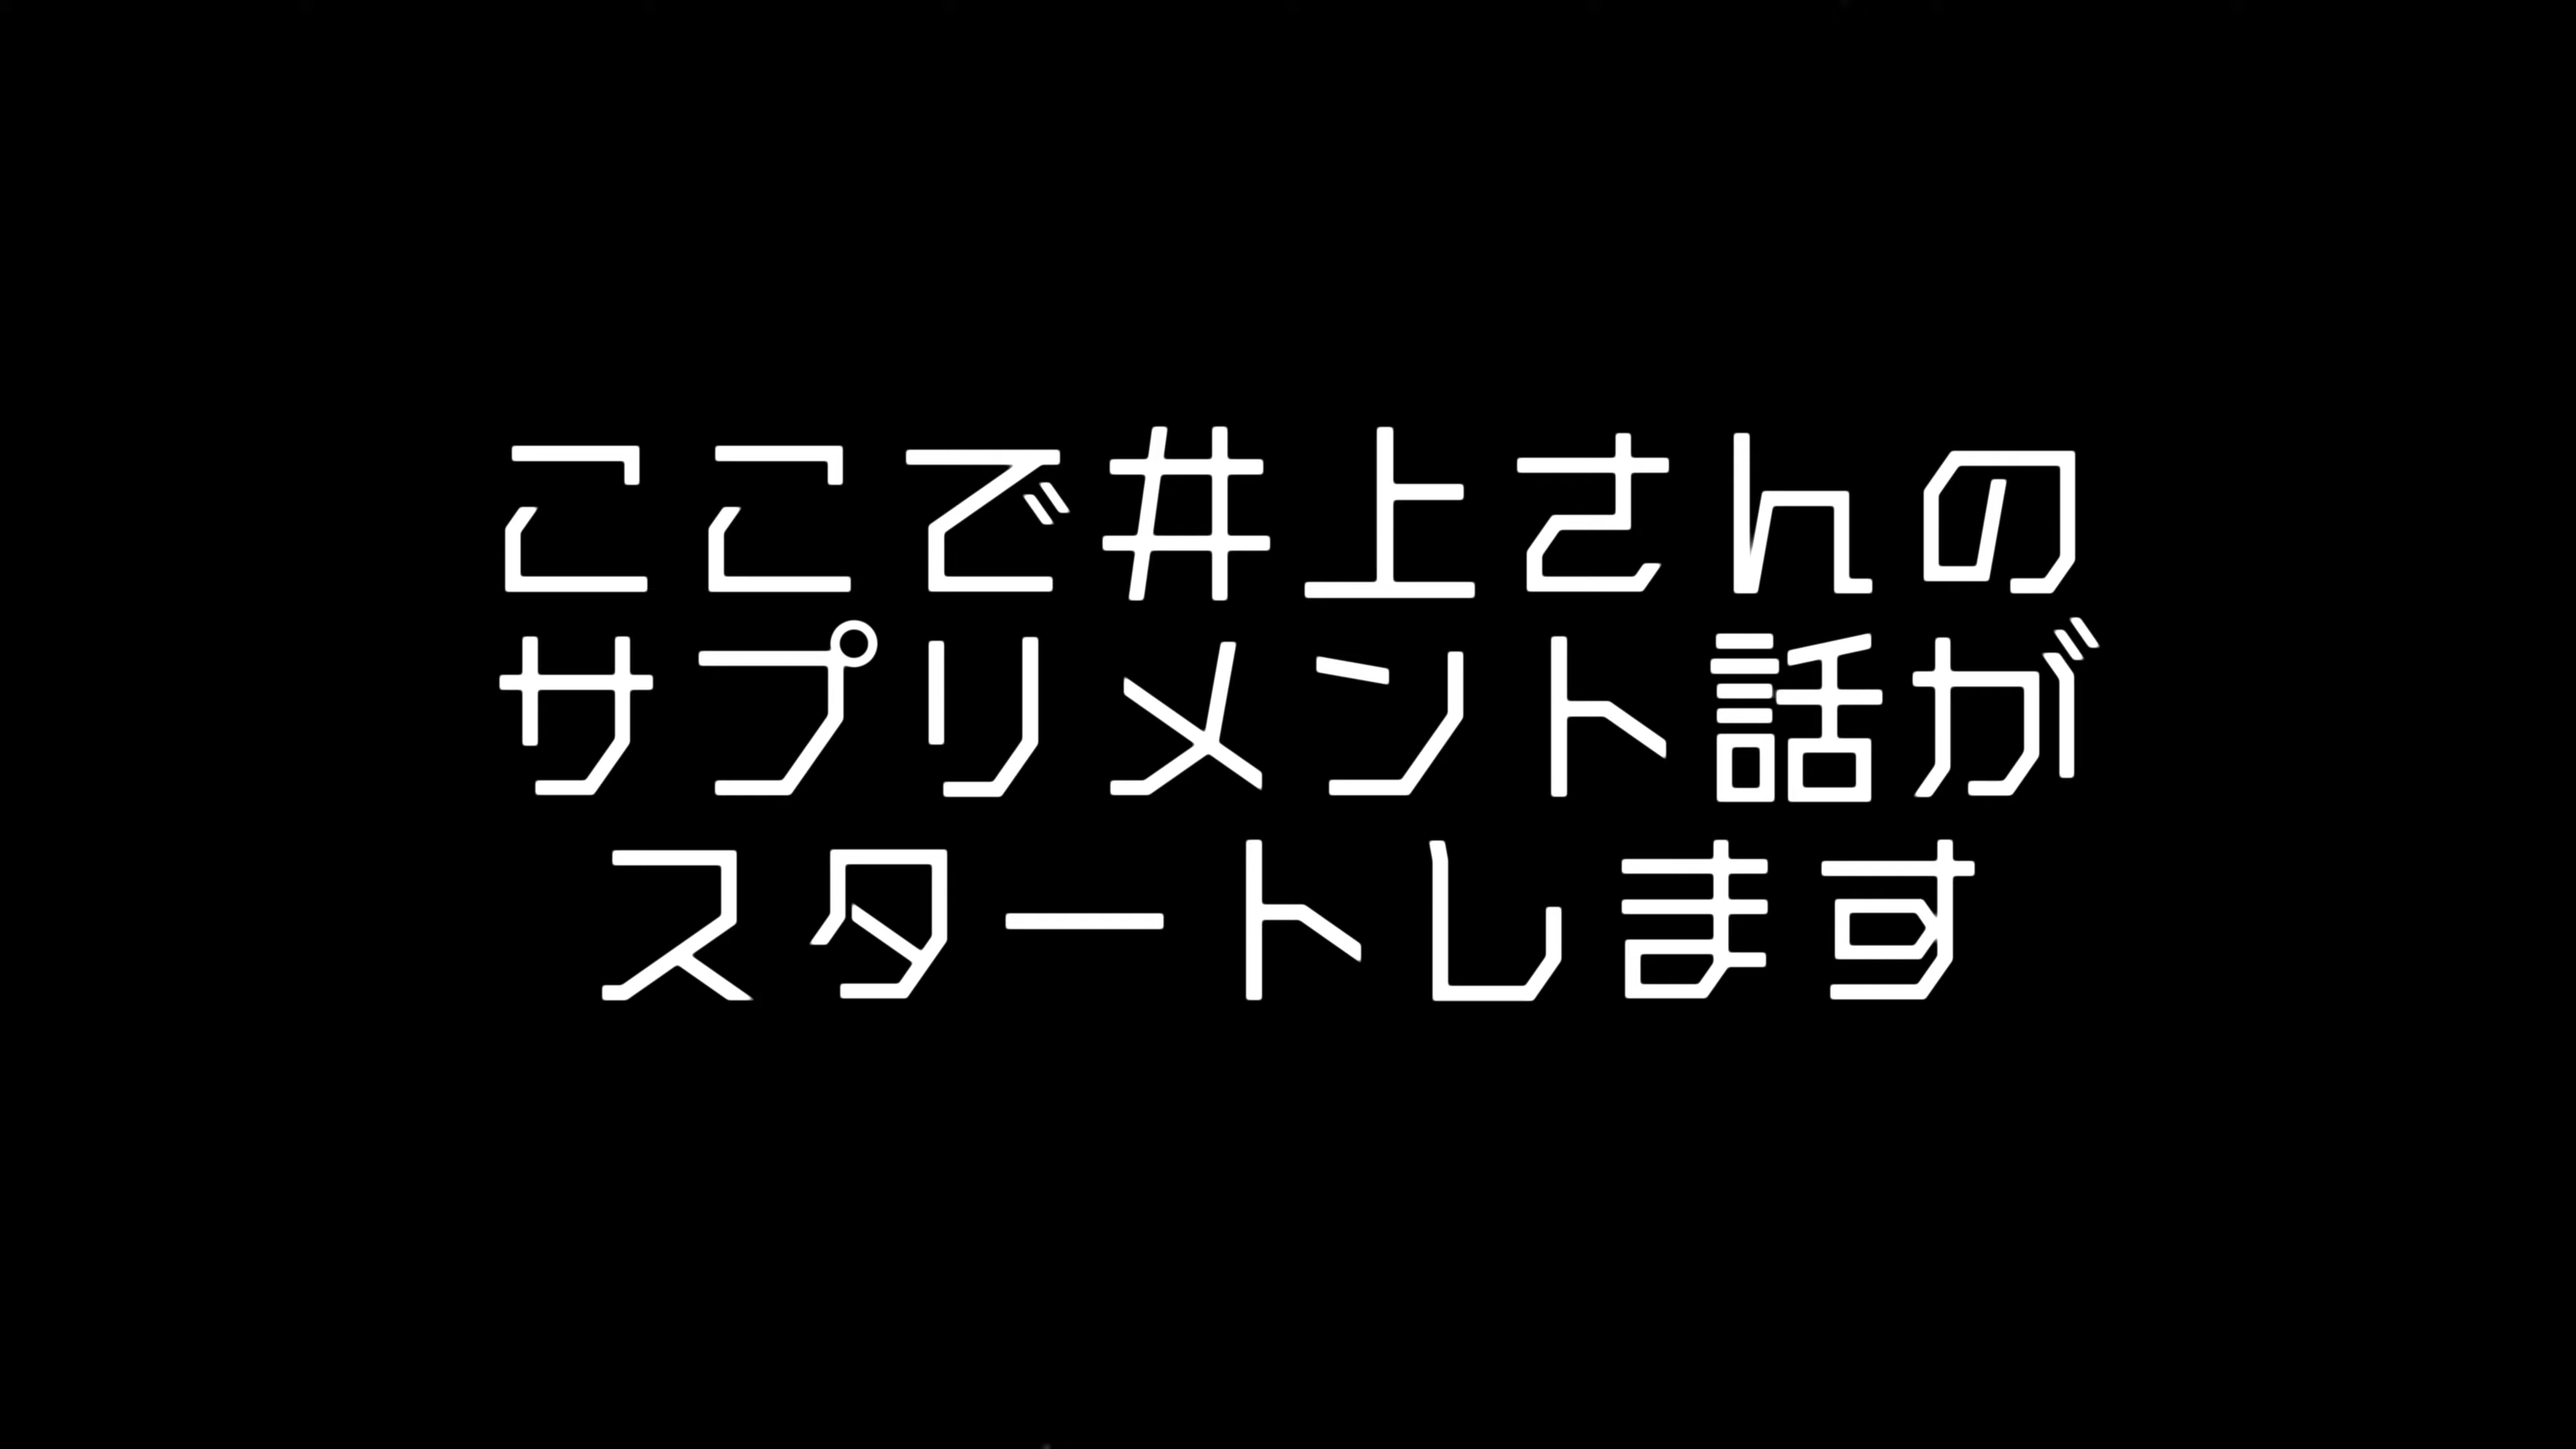 ここで井上さんの
サプリメント話が
スタートします